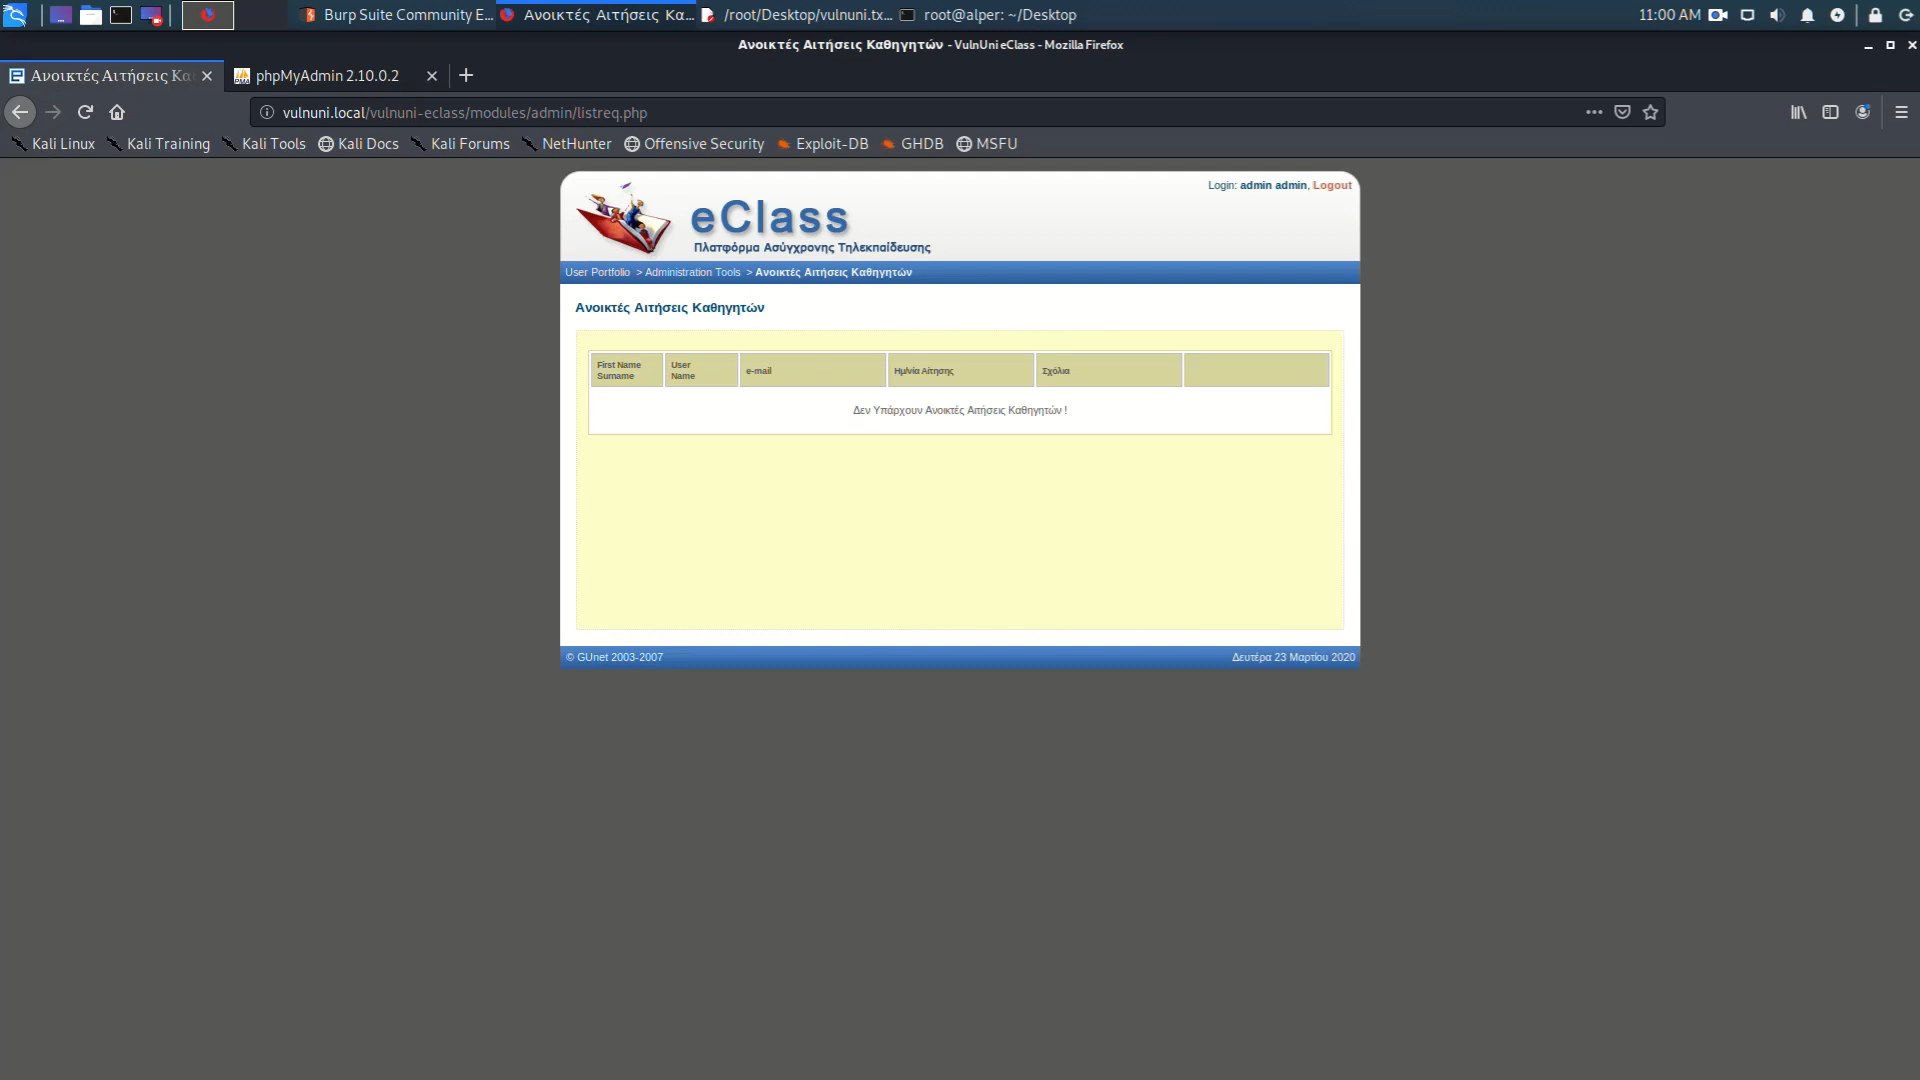 Burp Suite Community E...
Ανοικτές Αιτήσεις Κα...
/root/Desktop/vulnuni.tx...
root@alper: ~/Desktop
11:00 AM
Ανοικτές Αιτήσεις Καθηγητών - VulnUni eClass - Mozilla Firefox
Ανοικτές Αιτήσεις Κα
phpMyAdmin 2.10.0.2
vulnuni.local/vulnuni-eclass/modules/admin/listreq.php
Kali Linux Kali Training Kali Tools Kali Docs Kali Forums NetHunter Offensive Security Exploit-DB GHDB MSFU
Login: admin admin, Logout
eClass
Πλατφόρμα Ασύγχρονης Τηλεκπαίδευσης
User Portfolio > Administration Tools > Ανοικτές Αιτήσεις Καθηγητών
Ανοικτές Αιτήσεις Καθηγητών
First Name
Surname
User
Name
e-mail
Ημ/νία Αίτησης
Σχόλια
Δεν Υπάρχουν Ανοικτές Αιτήσεις Καθηγητών !
© GUnet 2003-2007
Δευτέρα 23 Μαρτίου 2020